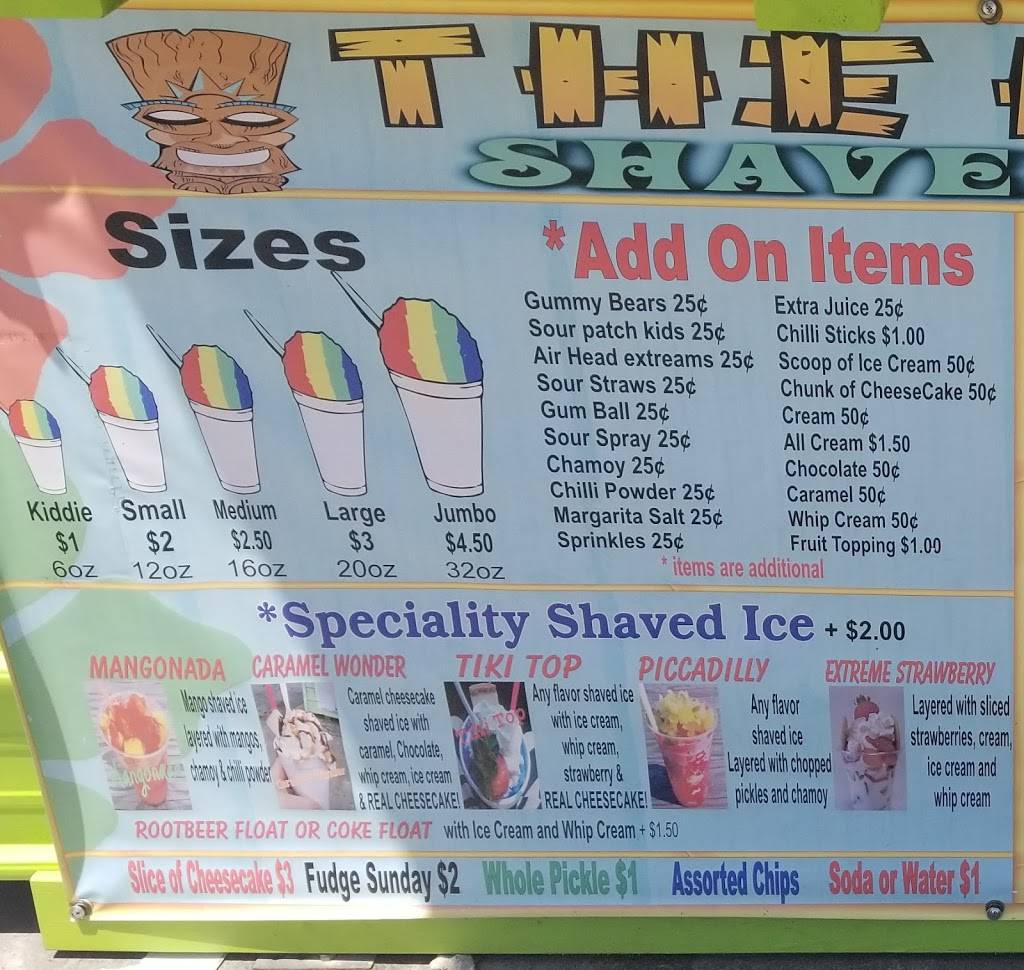 THE
SHAVE
Sizes
Kiddie Small Medium Large Jumbo
$1 $2 $2.50 $3 $4.50
6oz 12oz 16oz 20oz 32oz
*Add On Items
Gummy Bears 25¢
Sour patch kids 25¢
Air Head extreams 25¢
Sour Straws 25¢
Gum Ball 25¢
Sour Spray 25¢
Chamoy 25¢
Chilli Powder 25¢
Margarita Salt 25¢
Sprinkles 25¢
Extra Juice 25¢
Chilli Sticks $1.00
Scoop of Ice Cream 50¢
Chunk of CheeseCake 50¢
Cream 50¢
All Cream $1.50
Chocolate 50¢
Caramel 50¢
Whip Cream 50¢
Fruit Topping $1.00
* items are additional
*Speciality Shaved Ice + $2.00
MANGONADA
Mango shaved ice
layered with mangos,
chamoy & chilli powder
CARAMEL WONDER
Caramel cheesecake
shaved ice with
caramel, Chocolate,
whip cream, ice cream
& REAL CHEESECAKE!
TIKI TOP
Any flavor shaved ice
with ice cream,
whip cream,
strawberry &
REAL CHEESECAKE!
PICCADILLY
Any flavor
shaved ice
Layered with chopped
pickles and chamoy
EXTREME STRAWBERRY
Layered with sliced
strawberries, cream,
ice cream and
whip cream
ROOTBEER FLOAT OR COKE FLOAT with Ice Cream and Whip Cream + $1.50
Slice of Cheesecake $3 Fudge Sunday $2 Whole Pickle $1 Assorted Chips Soda or Water $1